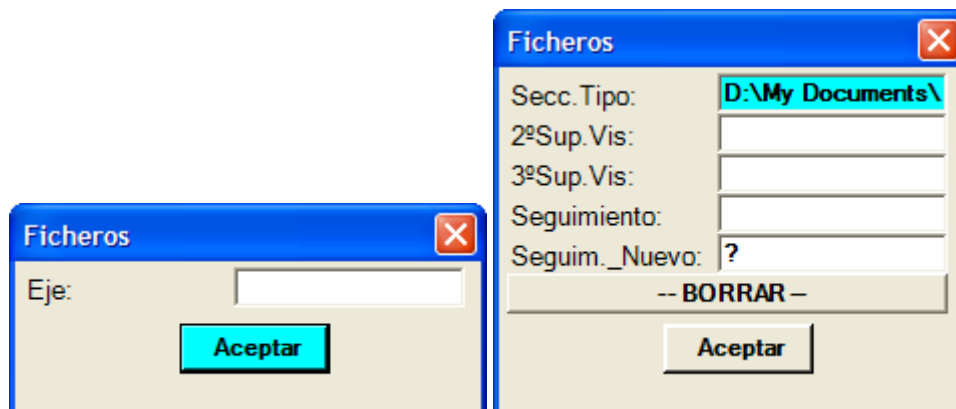 Ficheros
Eje:
Aceptar
Ficheros
Secc.Tipo: D:\My Documents\
2ºSup.Vis:
3ºSup.Vis:
Seguimiento:
Seguim._Nuevo: ?
-- BORRAR --
Aceptar